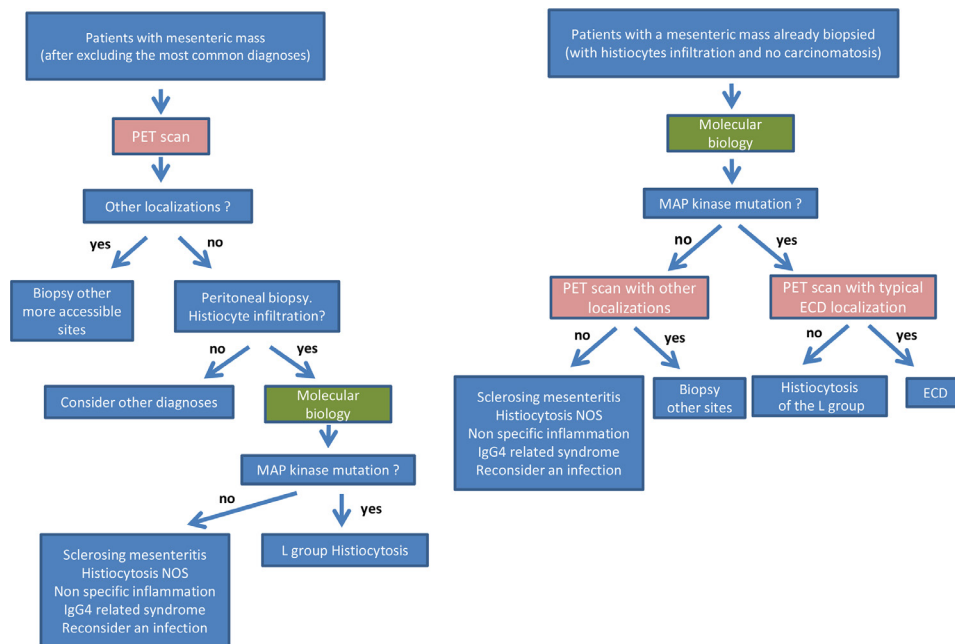 Patients with mesenteric mass
(after excluding the most common diagnoses)
PET scan
Other localizations ?
yes
no
Biopsy other
more accessible
sites
Peritoneal biopsy.
Histiocyte infiltration?
no
yes
Consider other diagnoses
Molecular
biology
MAP kinase mutation ?
no
yes
Sclerosing mesenteritis
Histiocytosis NOS
Non specific inflammation
IgG4 related syndrome
Reconsider an infection
L group Histiocytosis
Patients with a mesenteric mass already biopsied
(with histiocytes infiltration and no carcinomatosis)
Molecular
biology
MAP kinase mutation ?
no
yes
PET scan with other
localizations
PET scan with typical
ECD localization
no
yes
no
yes
Sclerosing mesenteritis
Histiocytosis NOS
Non specific inflammation
IgG4 related syndrome
Reconsider an infection
Biopsy
other sites
Histiocytosis
of the L group
ECD